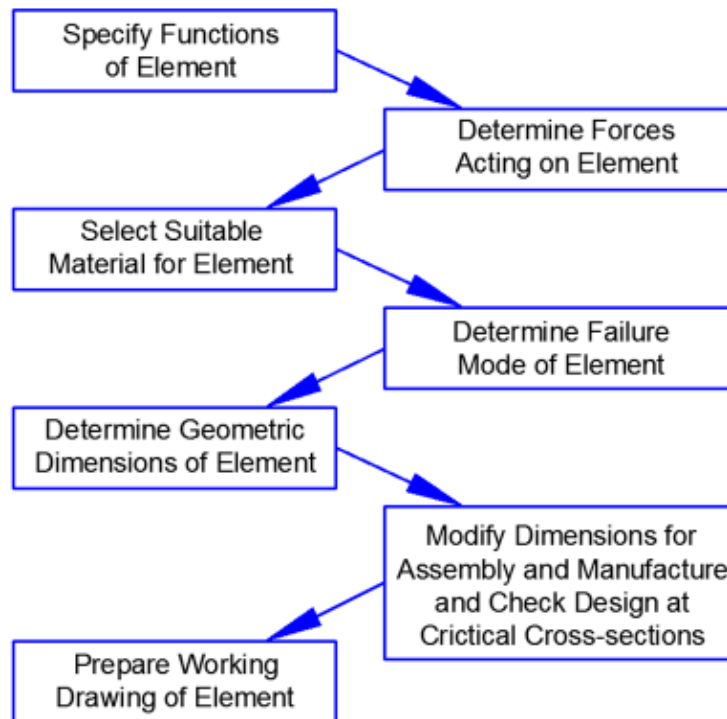 Specify Functions
of Element
Determine Forces
Acting on Element
Select Suitable
Material for Element
Determine Failure
Mode of Element
Determine Geometric
Dimensions of Element
Modify Dimensions for
Assembly and Manufacture
and Check Design at
Crictical Cross-sections
Prepare Working
Drawing of Element